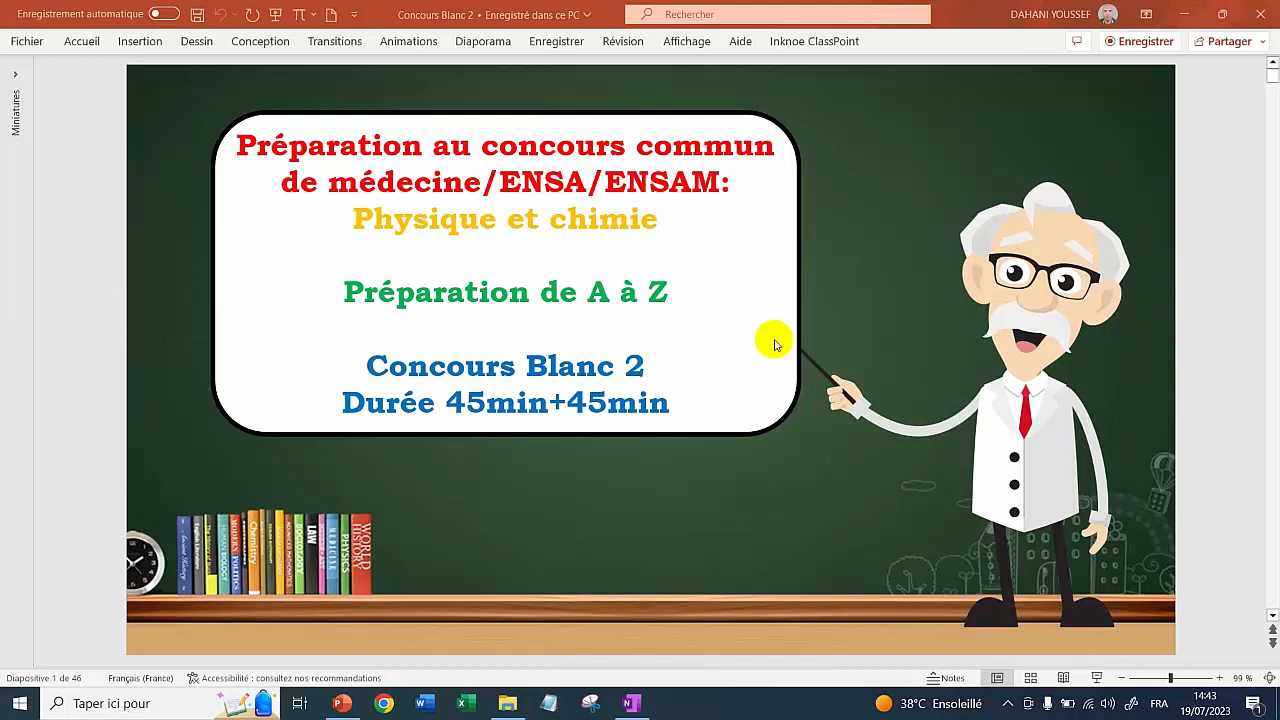 Enregistrement automatique
Concours Blanc 2 • Enregistré dans ce PC
Rechercher
DAHANI YOUSSEF
Fichier Accueil Insertion Dessin Conception Transitions Animations Diaporama Enregistrer Révision Affichage Aide Inknoe ClassPoint
Enregistrer Partager
Miniatures
Préparation au concours commun
de médecine/ENSA/ENSAM:
Physique et chimie
Préparation de A à Z
Concours Blanc 2
Durée 45min+45min
MODERN POLITICS
Chemistry
SOCIOLOGY
LAW
MEDICINE
PHYSICS
WORLD HISTORY
Diapositive 1 de 46 Français (France) Accessibilité : consultez nos recommandations Notes 99 %
Taper ici pour
38°C Ensoleillé
FRA
14:43
19/07/2023